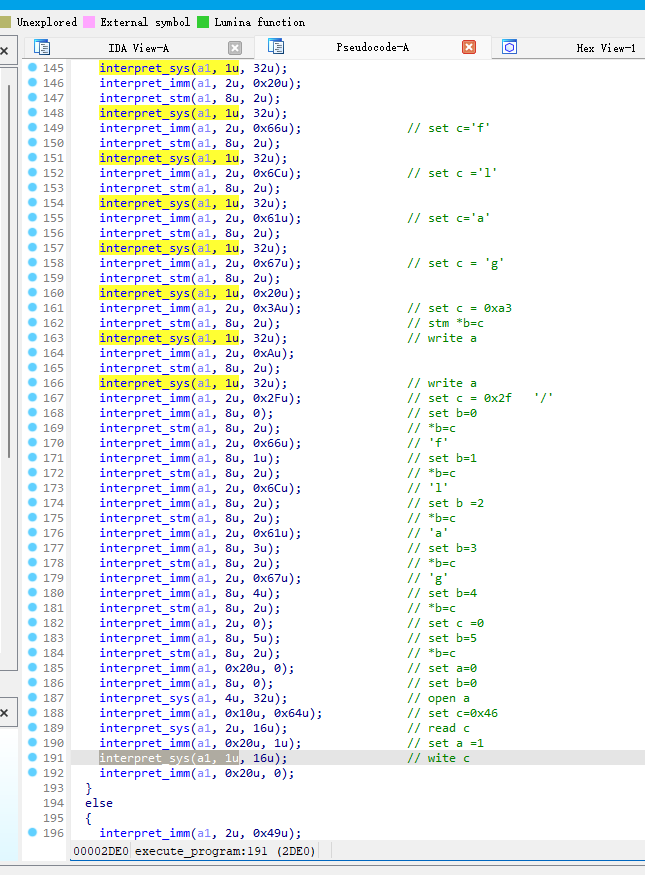 Unexplored External symbol Lumina function
IDA View-A Pseudocode-A Hex View-1
145 interpret_sys(a1, 1u, 32u);
146 interpret_imm(a1, 2u, 0x20u);
147 interpret_stm(a1, 8u, 2u);
148 interpret_sys(a1, 1u, 32u);
149 interpret_imm(a1, 2u, 0x66u); // set c='f'
150 interpret_stm(a1, 8u, 2u);
151 interpret_sys(a1, 1u, 32u);
152 interpret_imm(a1, 2u, 0x6Cu); // set c ='l'
153 interpret_stm(a1, 8u, 2u);
154 interpret_sys(a1, 1u, 32u);
155 interpret_imm(a1, 2u, 0x61u); // set c='a'
156 interpret_stm(a1, 8u, 2u);
157 interpret_sys(a1, 1u, 32u);
158 interpret_imm(a1, 2u, 0x67u); // set c = 'g'
159 interpret_stm(a1, 8u, 2u);
160 interpret_sys(a1, 1u, 0x20u);
161 interpret_imm(a1, 2u, 0x3Au); // set c = 0xa3
162 interpret_stm(a1, 8u, 2u); // stm *b=c
163 interpret_sys(a1, 1u, 32u); // write a
164 interpret_imm(a1, 2u, 0xAu);
165 interpret_stm(a1, 8u, 2u);
166 interpret_sys(a1, 1u, 32u); // write a
167 interpret_imm(a1, 2u, 0x2Fu); // set c = 0x2f '/'
168 interpret_imm(a1, 8u, 0); // set b=0
169 interpret_stm(a1, 8u, 2u); // *b=c
170 interpret_imm(a1, 2u, 0x66u); // 'f'
171 interpret_imm(a1, 8u, 1u); // set b=1
172 interpret_stm(a1, 8u, 2u); // *b=c
173 interpret_imm(a1, 2u, 0x6Cu); // 'l'
174 interpret_imm(a1, 8u, 2u); // set b =2
175 interpret_stm(a1, 8u, 2u); // *b=c
176 interpret_imm(a1, 2u, 0x61u); // 'a'
177 interpret_imm(a1, 8u, 3u); // set b=3
178 interpret_stm(a1, 8u, 2u); // *b=c
179 interpret_imm(a1, 2u, 0x67u); // 'g'
180 interpret_imm(a1, 8u, 4u); // set b=4
181 interpret_stm(a1, 8u, 2u); // *b=c
182 interpret_imm(a1, 2u, 0); // set c =0
183 interpret_imm(a1, 8u, 5u); // set b=5
184 interpret_stm(a1, 8u, 2u); // *b=c
185 interpret_imm(a1, 0x20u, 0); // set a=0
186 interpret_imm(a1, 8u, 0); // set b=0
187 interpret_sys(a1, 4u, 32u); // open a
188 interpret_imm(a1, 0x10u, 0x64u); // set c=0x46
189 interpret_sys(a1, 2u, 16u); // read c
190 interpret_imm(a1, 0x20u, 1u); // set a =1
191 interpret_sys(a1, 1u, 16u); // wite c
192 interpret_imm(a1, 0x20u, 0);
193 }
194 else
195 {
196 interpret_imm(a1, 2u, 0x49u);
00002DE0 execute_program:191 (2DE0)